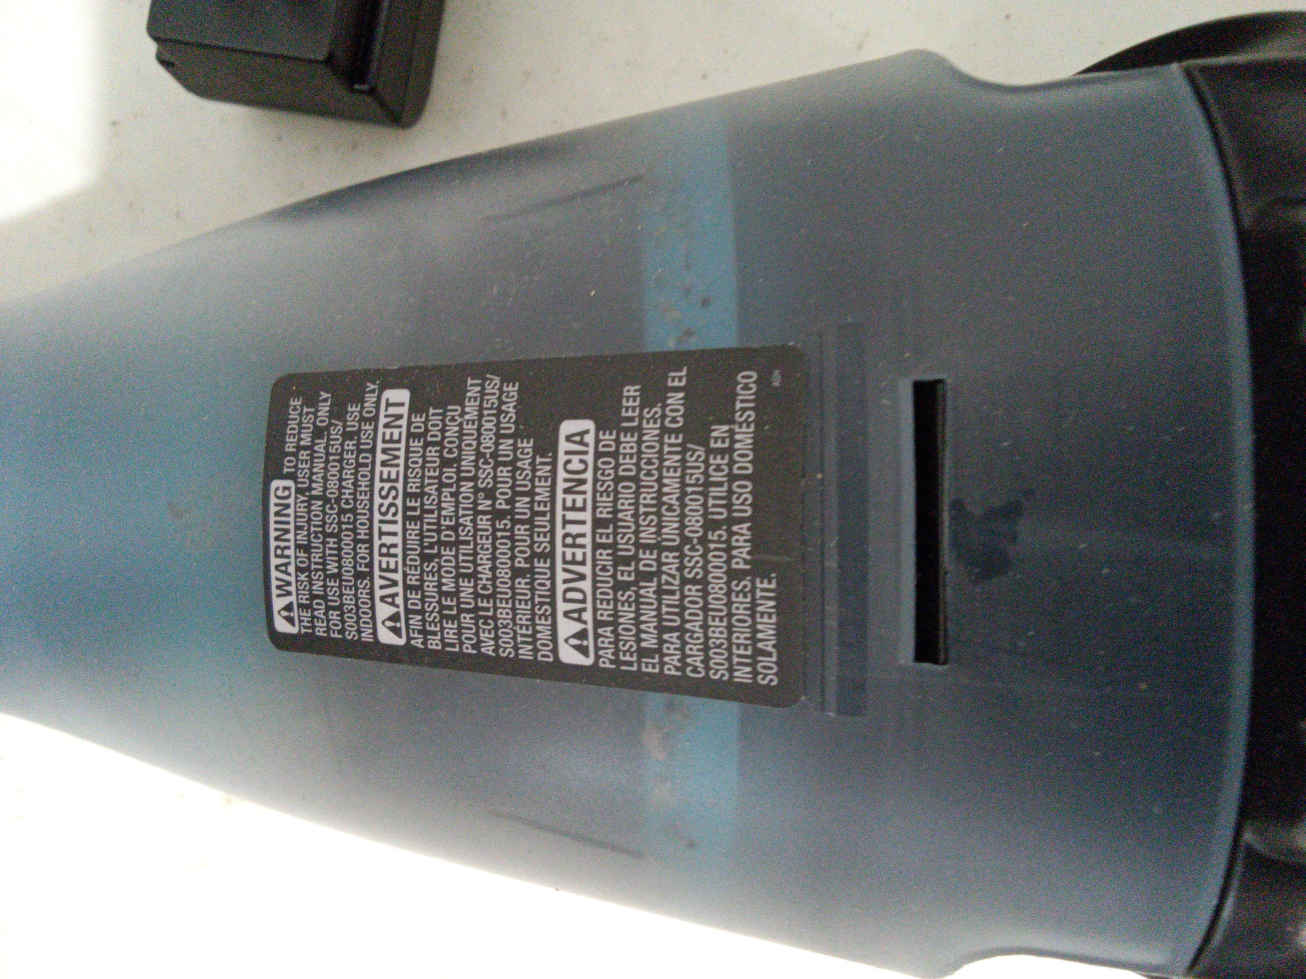 ⚠WARNING TO REDUCE
THE RISK OF INJURY, USER MUST
READ INSTRUCTION MANUAL. ONLY
FOR USE WITH SSC-080015US/
S003BEU0800015 CHARGER. USE
INDOORS. FOR HOUSEHOLD USE ONLY.
⚠AVERTISSEMENT
AFIN DE RÉDUIRE LE RISQUE DE
BLESSURES, L'UTILISATEUR DOIT
LIRE LE MODE D'EMPLOI. CONÇU
POUR UNE UTILISATION UNIQUEMENT
AVEC LE CHARGEUR N° SSC-080015US/
S003BEU0800015. POUR UN USAGE
INTÉRIEUR. POUR UN USAGE
DOMESTIQUE SEULEMENT.
⚠ADVERTENCIA
PARA REDUCIR EL RIESGO DE
LESIONES, EL USUARIO DEBE LEER
EL MANUAL DE INSTRUCCIONES.
PARA UTILIZAR UNICAMENTE CON EL
CARGADOR SSC-080015US/
S003BEU0800015. UTILICE EN
INTERIORES. PARA USO DOMÉSTICO
SOLAMENTE.